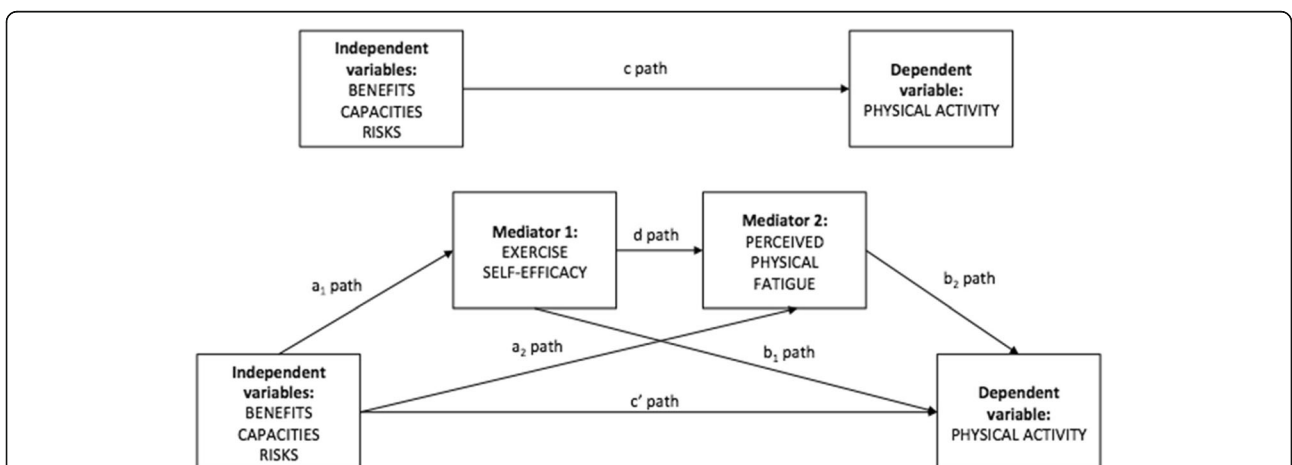 Independent
variables:
BENEFITS
CAPACITIES
RISKS
c path
Dependent
variable:
PHYSICAL ACTIVITY
Mediator 1:
EXERCISE
SELF-EFFICACY
d path
Mediator 2:
PERCEIVED
PHYSICAL
FATIGUE
a₁ path
b₂ path
a₂ path
b₁ path
Independent
variables:
BENEFITS
CAPACITIES
RISKS
c’ path
Dependent
variable:
PHYSICAL ACTIVITY